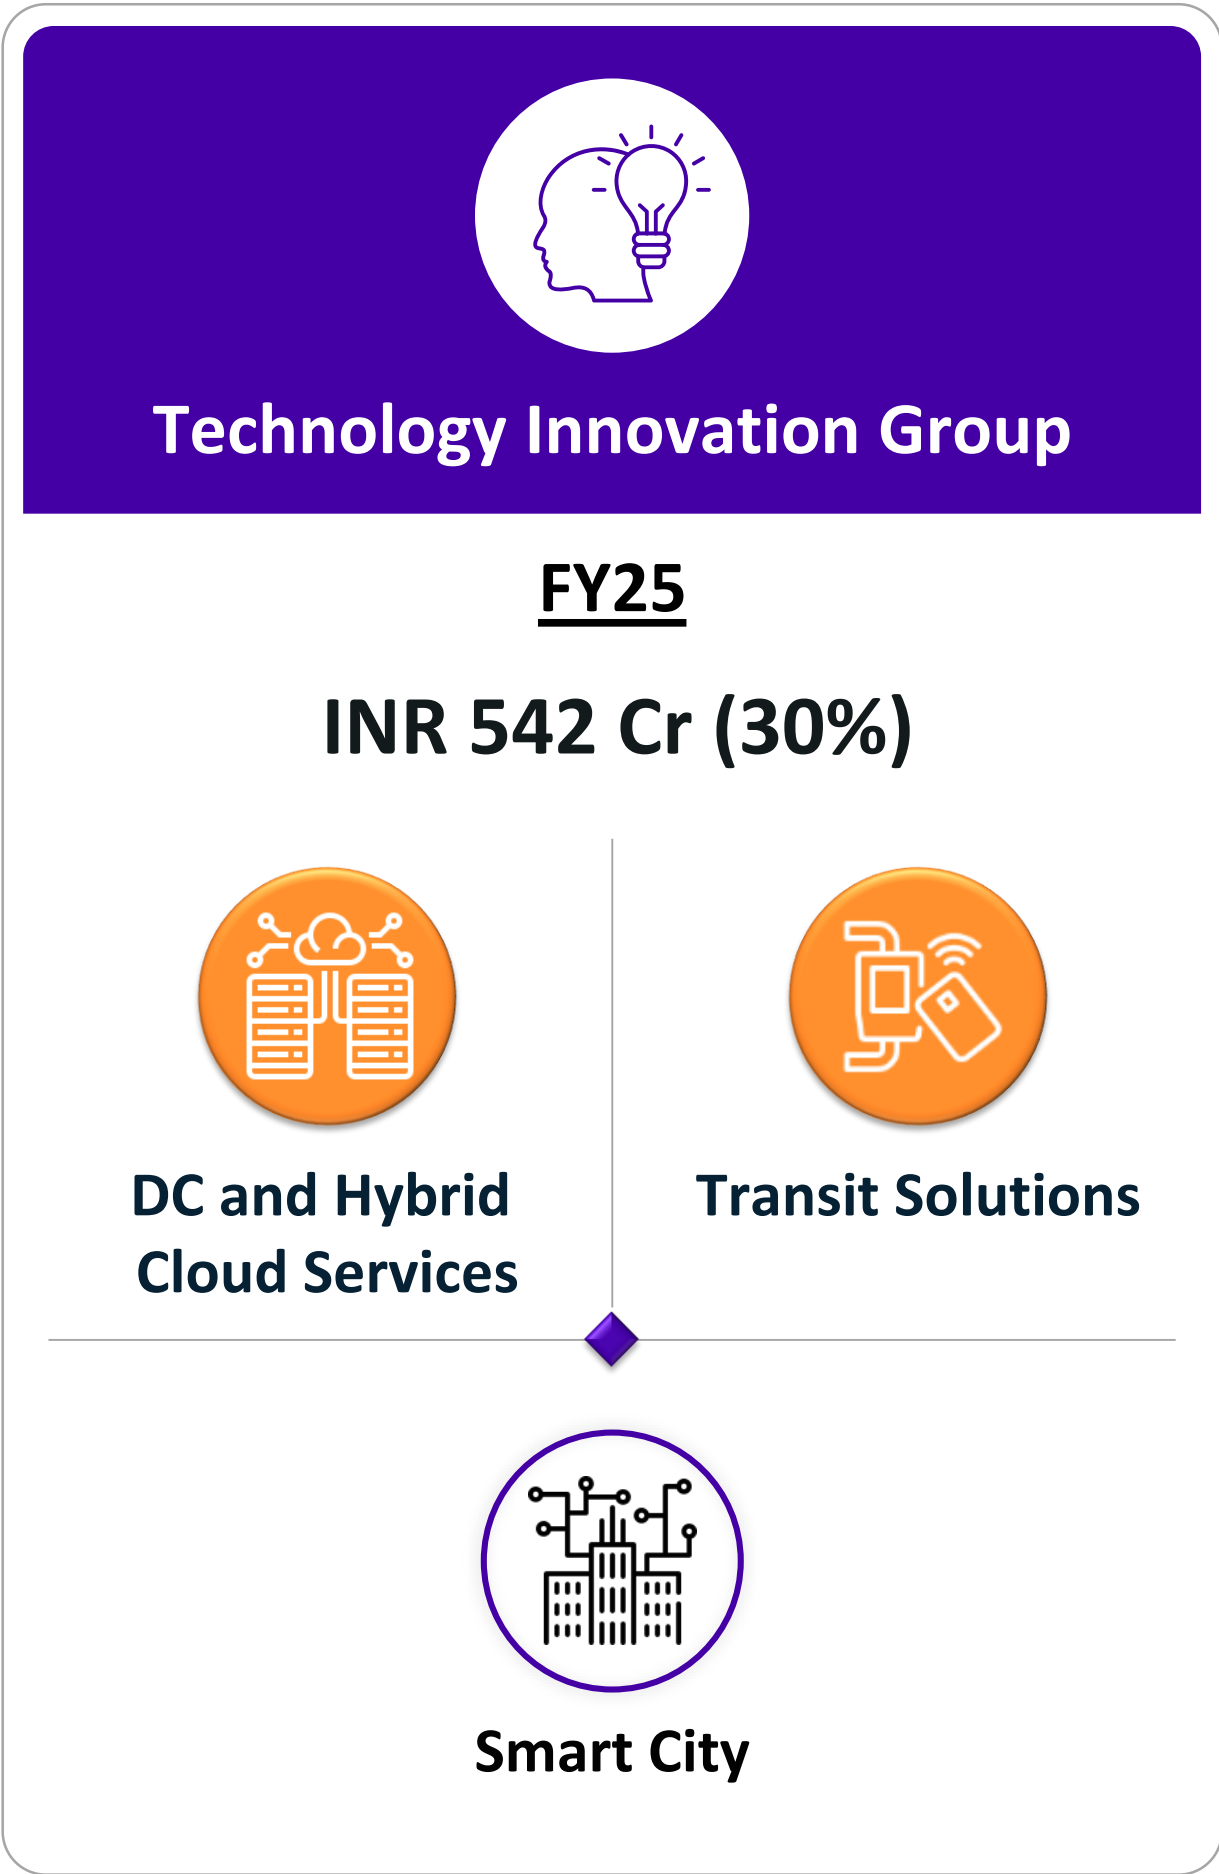 Technology Innovation Group
FY25
INR 542 Cr (30%)
DC and Hybrid
Cloud Services
Transit Solutions
Smart City